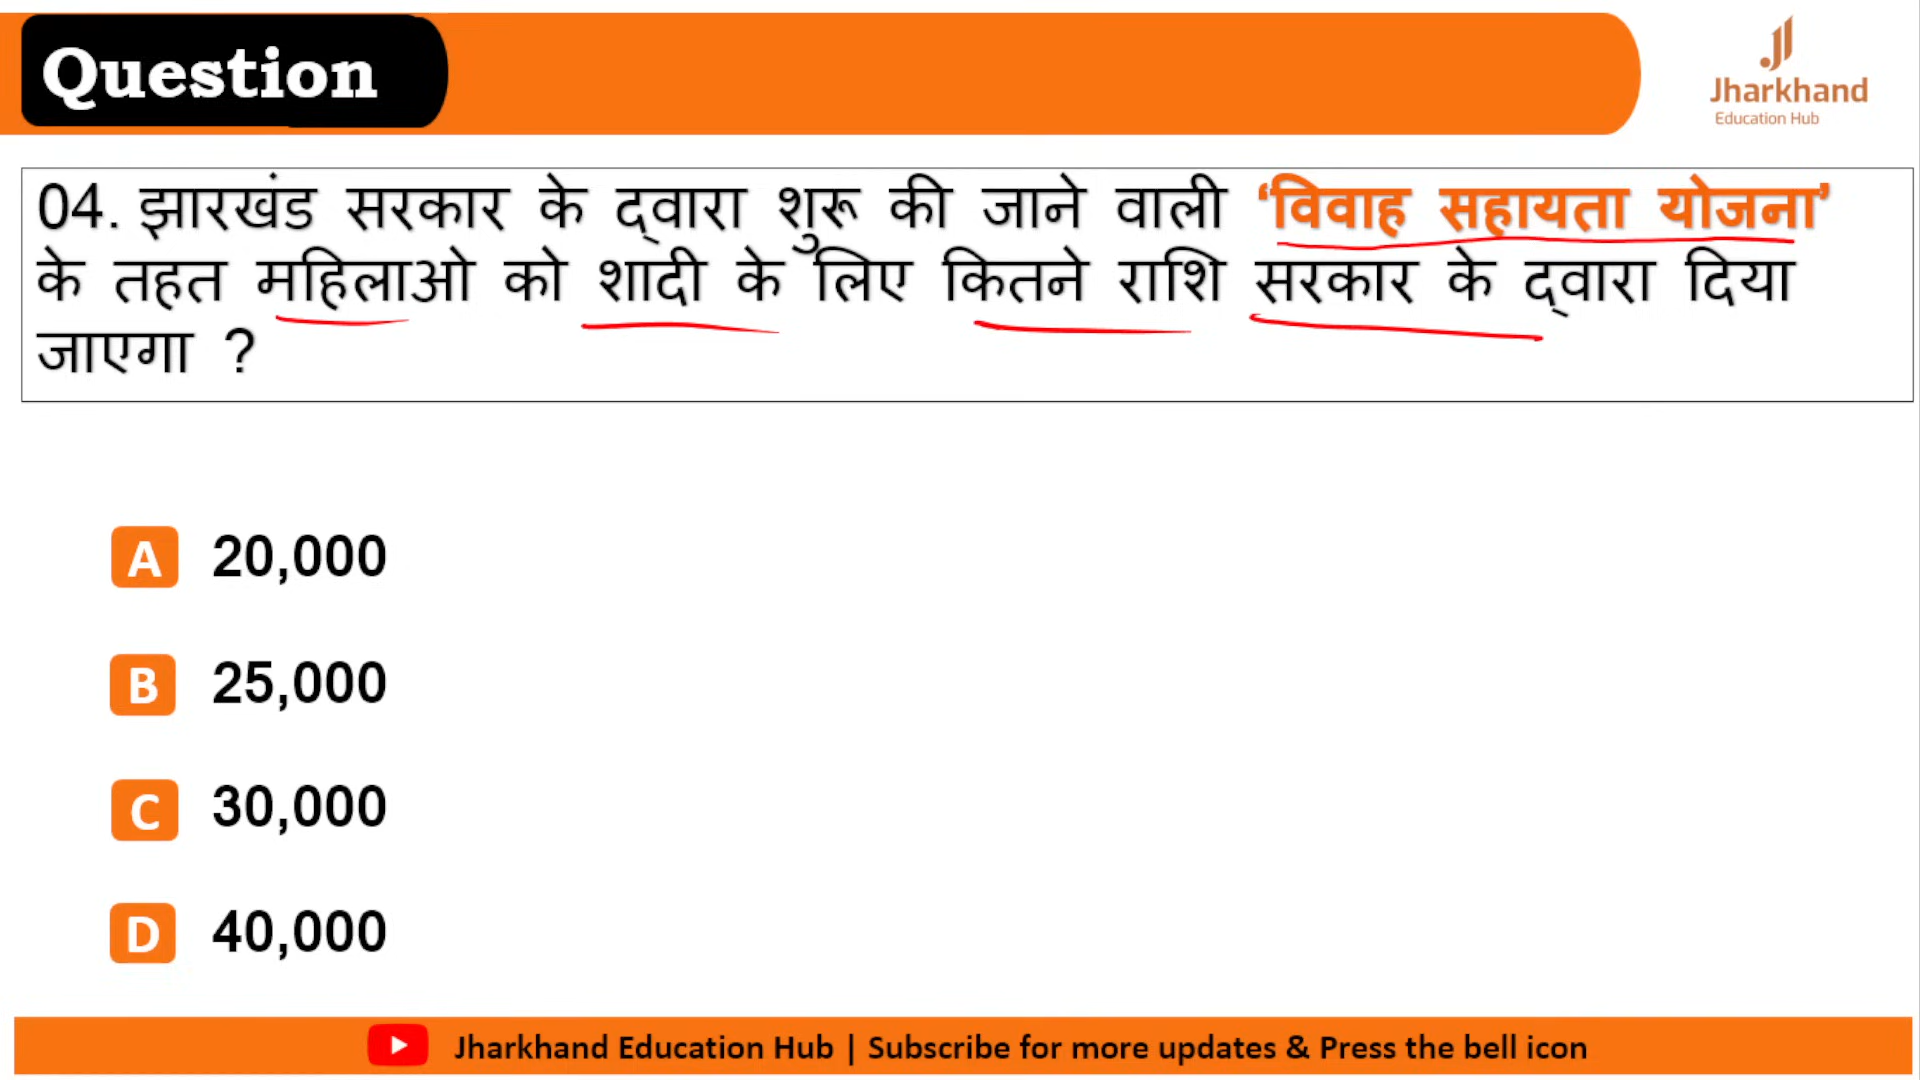 Question
Jharkhand
Education Hub
04. झारखंड सरकार के द्वारा शुरू की जाने वाली ‘विवाह सहायता योजना’
के तहत महिलाओ को शादी के लिए कितने राशि सरकार के द्वारा दिया
जाएगा ?
A 20,000
B 25,000
C 30,000
D 40,000
Jharkhand Education Hub | Subscribe for more updates & Press the bell icon